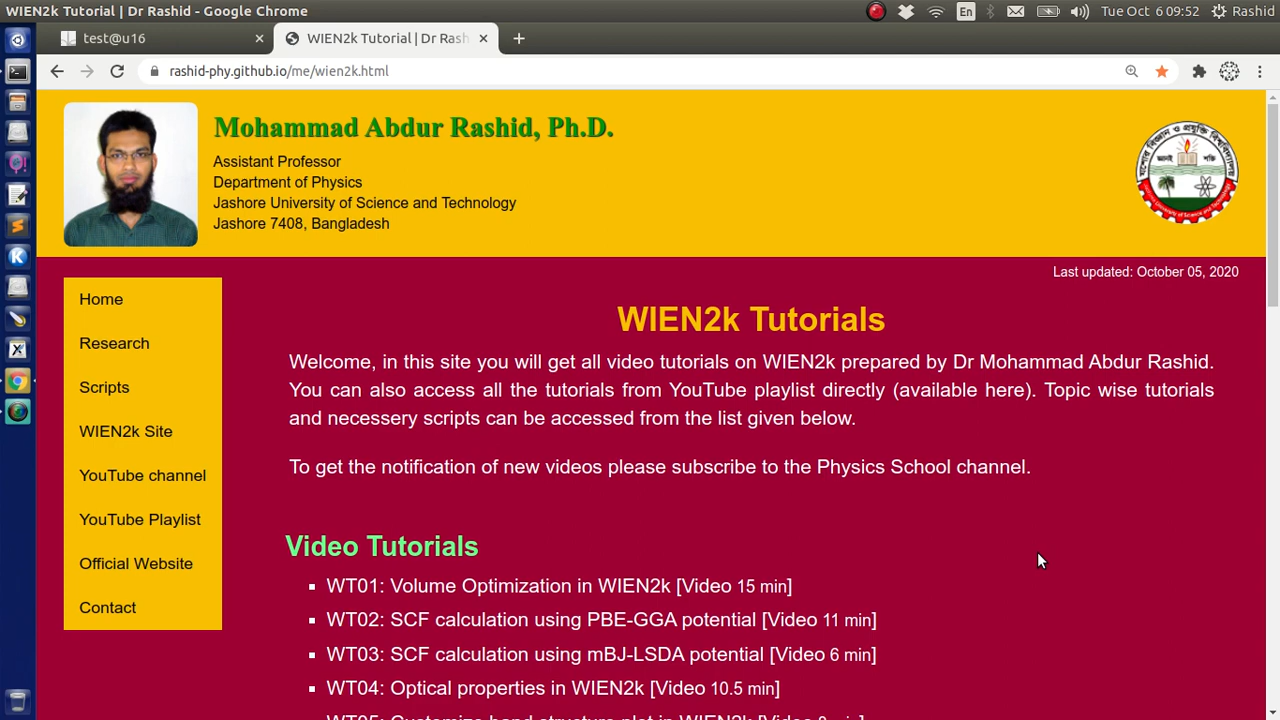 WIEN2k Tutorial | Dr Rashid - Google Chrome
En
Tue Oct 6 09:52
Rashid
test@u16
WIEN2k Tutorial | Dr Rash
rashid-phy.github.io/me/wien2k.html
Mohammad Abdur Rashid, Ph.D.
Assistant Professor
Department of Physics
Jashore University of Science and Technology
Jashore 7408, Bangladesh
Last updated: October 05, 2020
Home
Research
Scripts
WIEN2k Site
YouTube channel
YouTube Playlist
Official Website
Contact
WIEN2k Tutorials
Welcome, in this site you will get all video tutorials on WIEN2k prepared by Dr Mohammad Abdur Rashid.
You can also access all the tutorials from YouTube playlist directly (available here). Topic wise tutorials
and necessery scripts can be accessed from the list given below.
To get the notification of new videos please subscribe to the Physics School channel.
Video Tutorials
WT01: Volume Optimization in WIEN2k [Video 15 min]
WT02: SCF calculation using PBE-GGA potential [Video 11 min]
WT03: SCF calculation using mBJ-LSDA potential [Video 6 min]
WT04: Optical properties in WIEN2k [Video 10.5 min]